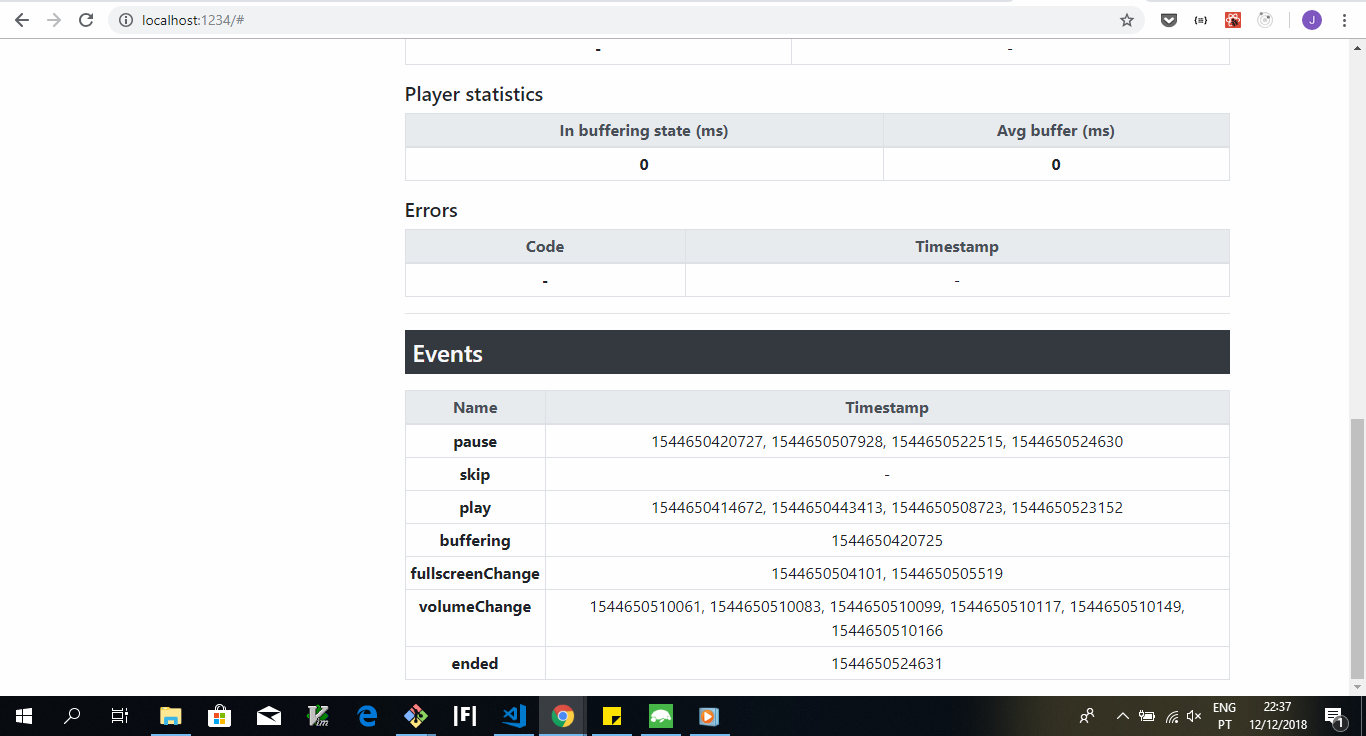 localhost:1234/#
J
- -
Player statistics
In buffering state (ms) Avg buffer (ms)
0 0
Errors
Code Timestamp
- -
Events
Name Timestamp
pause 1544650420727, 1544650507928, 1544650522515, 1544650524630
skip -
play 1544650414672, 1544650443413, 1544650508723, 1544650523152
buffering 1544650420725
fullscreenChange 1544650504101, 1544650505519
volumeChange 1544650510061, 1544650510083, 1544650510099, 1544650510117, 1544650510149,
1544650510166
ended 1544650524631
Vim |F| ENG 22:37
PT 12/12/2018 1